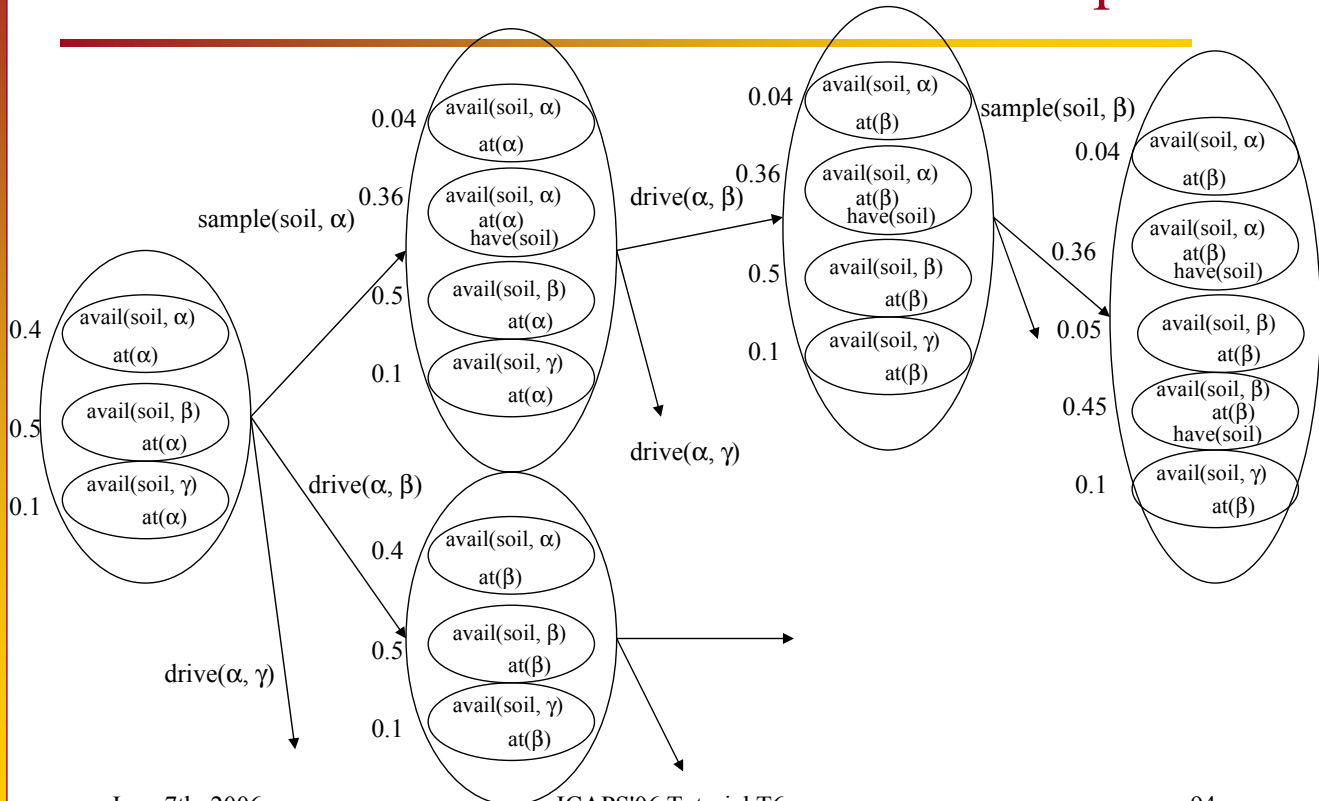 0.4
avail(soil, α)
at(α)
0.5
avail(soil, β)
at(α)
0.1
avail(soil, γ)
at(α)
sample(soil, α)
drive(α, β)
drive(α, γ)
0.04
avail(soil, α)
at(α)
0.36
avail(soil, α)
at(α)
have(soil)
0.5
avail(soil, β)
at(α)
0.1
avail(soil, γ)
at(α)
0.4
avail(soil, α)
at(β)
0.5
avail(soil, β)
at(β)
0.1
avail(soil, γ)
at(β)
drive(α, β)
drive(α, γ)
0.04
avail(soil, α)
at(β)
0.36
avail(soil, α)
at(β)
have(soil)
0.5
avail(soil, β)
at(β)
0.1
avail(soil, γ)
at(β)
sample(soil, β)
0.04
avail(soil, α)
at(β)
0.36
avail(soil, α)
at(β)
have(soil)
0.05
avail(soil, β)
at(β)
0.45
avail(soil, β)
at(β)
have(soil)
0.1
avail(soil, γ)
at(β)
7th, 2006
ICAPS'06 Tutorial T6
94